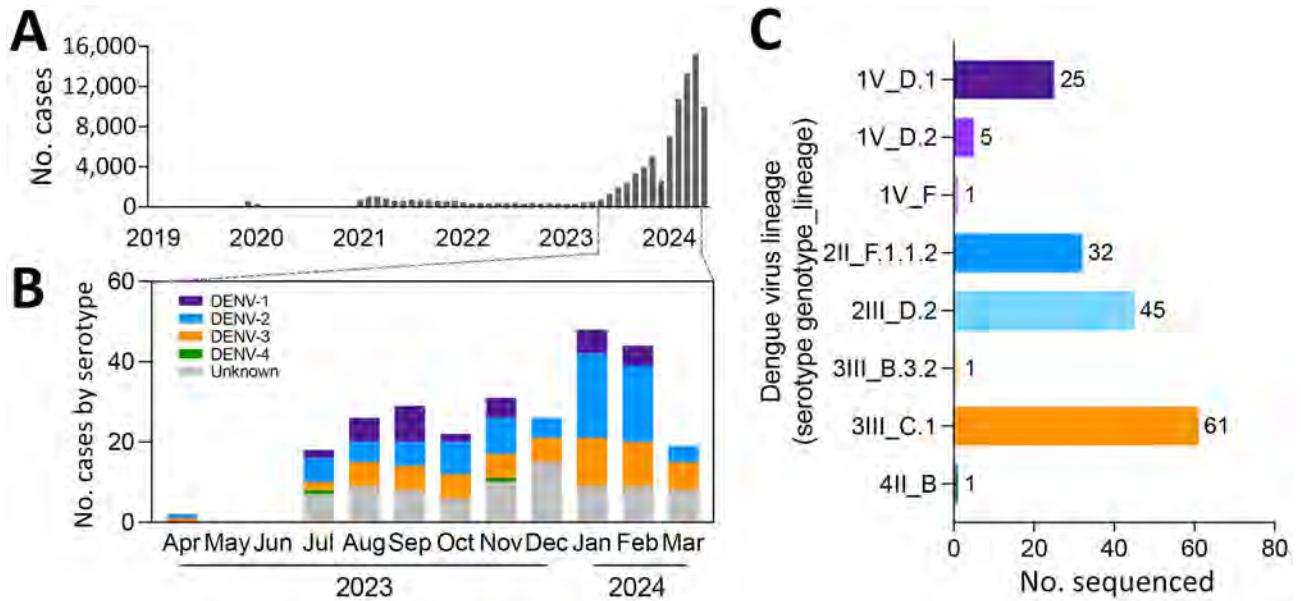 A
No. cases
16,000
12,000
8,000
4,000
0
2019 2020 2021 2022 2023 2024
B
No. cases by serotype
60
40
20
0
DENV-1
DENV-2
DENV-3
DENV-4
Unknown
Apr May Jun Jul Aug Sep Oct Nov Dec Jan Feb Mar
2023 2024
C
Dengue virus lineage
(serotype genotype_lineage)
1V_D.1 25
1V_D.2 5
1V_F 1
2II_F.1.1.2 32
2III_D.2 45
3III_B.3.2 1
3III_C.1 61
4II_B 1
0 20 40 60 80
No. sequenced